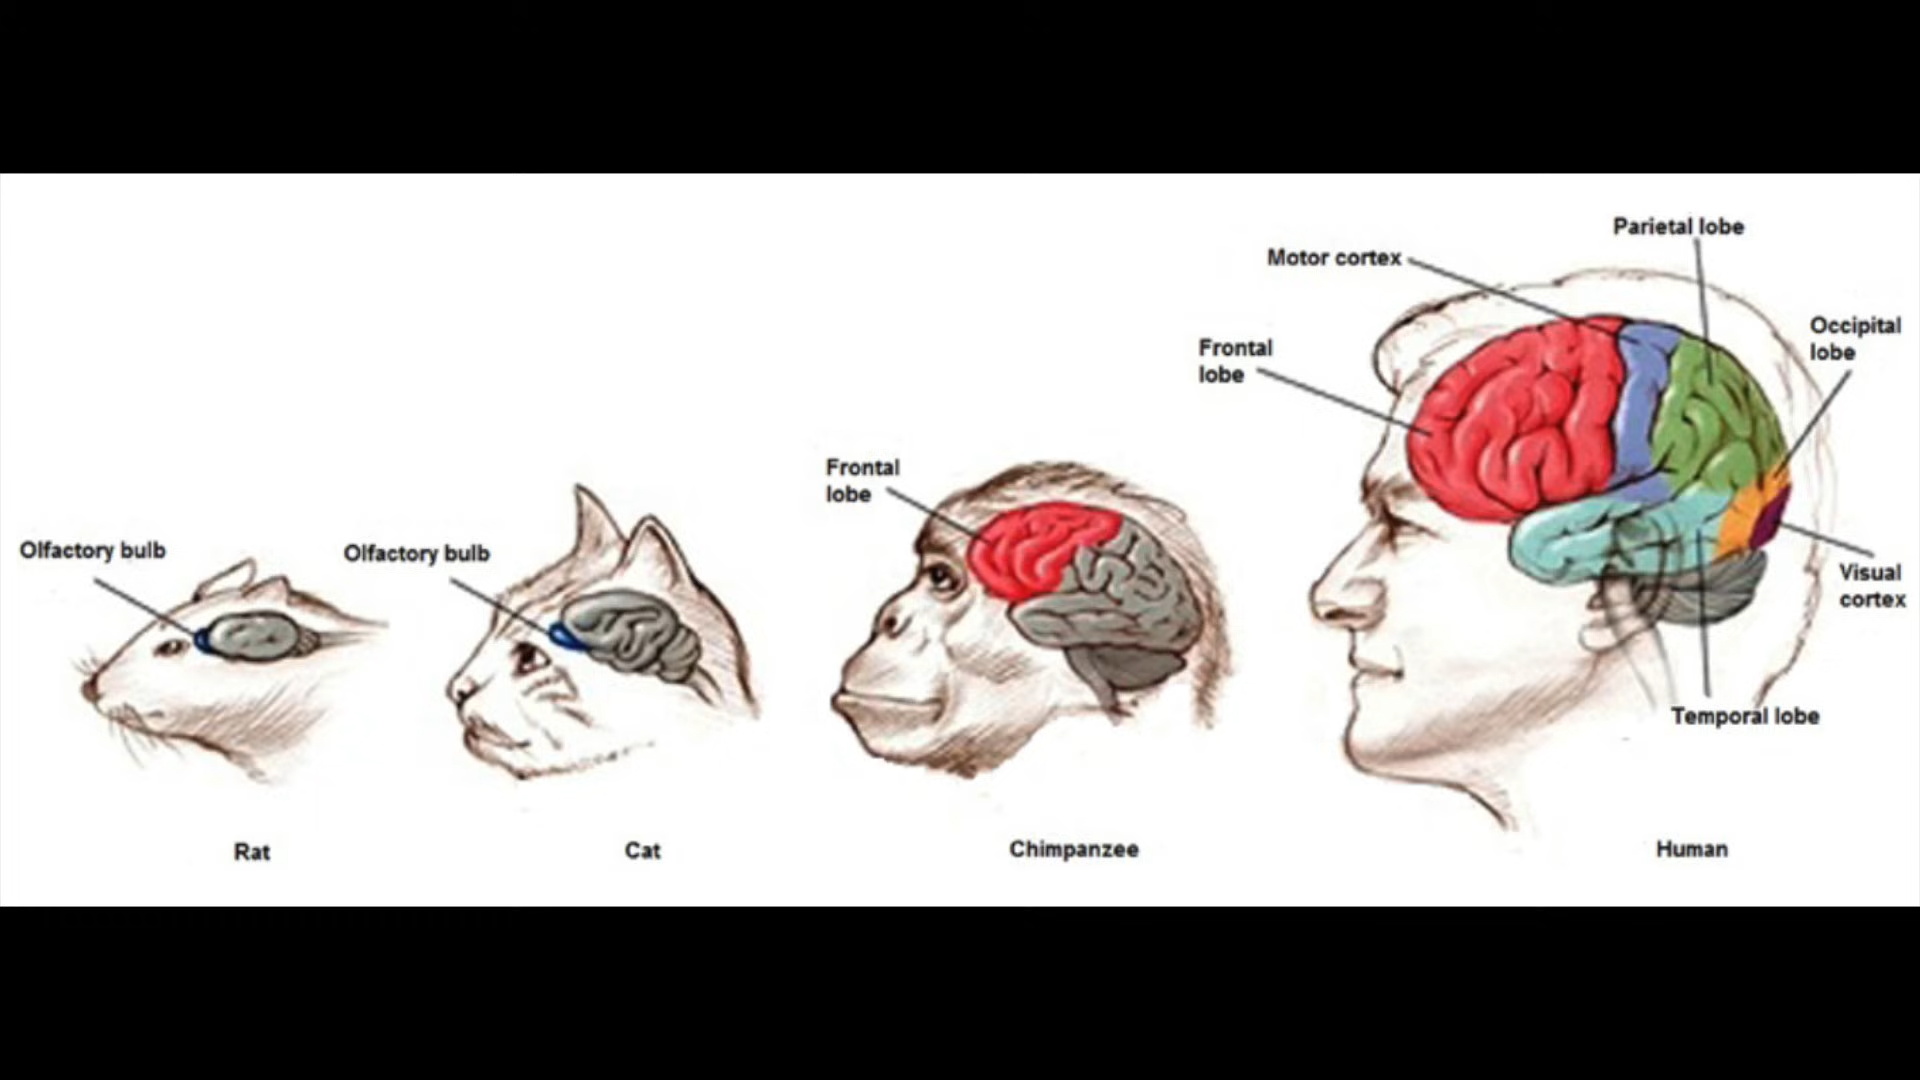 Parietal lobe
Motor cortex
Occipital
lobe
Frontal
lobe
Frontal
lobe
Olfactory bulb
Olfactory bulb
Visual
cortex
Temporal lobe
Rat
Cat
Chimpanzee
Human